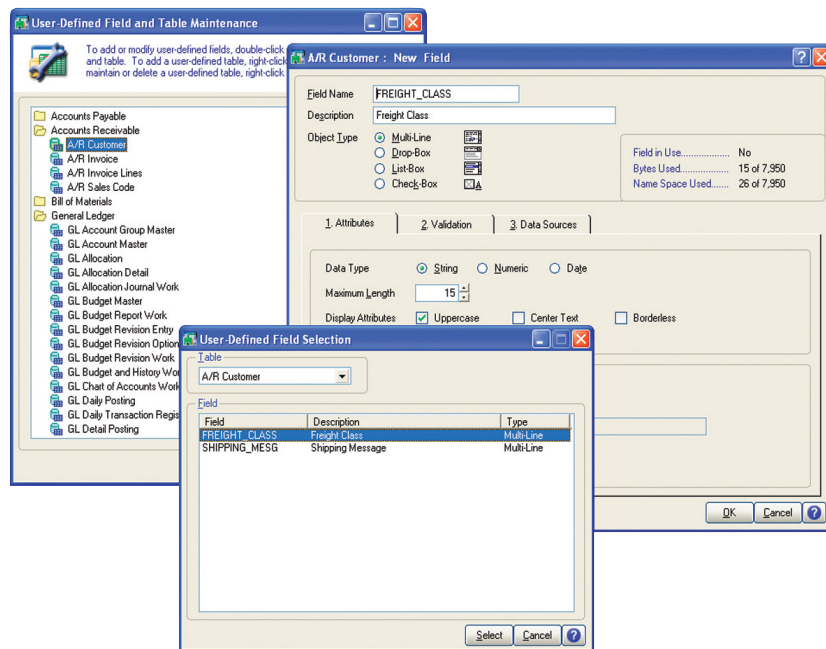 User-Defined Field and Table Maintenance
To add or modify user-defined fields, double-click
and table. To add a user-defined table, right-click
maintain or delete a user-defined table, right-click
Accounts Payable
Accounts Receivable
A/R Customer
A/R Invoice
A/R Invoice Lines
A/R Sales Code
Bill of Materials
General Ledger
GL Account Group Master
GL Account Master
GL Allocation
GL Allocation Detail
GL Allocation Journal Work
GL Budget Master
GL Budget Report Work
GL Budget Revision Entry
GL Budget Revision Option
GL Budget Revision Work
GL Budget and History Wor
GL Chart of Accounts Work
GL Daily Posting
GL Daily Transaction Regis
GL Detail Posting
A/R Customer : New Field
Field Name FREIGHT_CLASS
Description Freight Class
Object Type Multi-Line
Drop-Box
List-Box
Check-Box
Field in Use.................. No
Bytes Used.................. 15 of 7,950
Name Space Used....... 26 of 7,950
1. Attributes 2. Validation 3. Data Sources
Data Type String Numeric Date
Maximum Length 15
Display Attributes Uppercase Center Text Borderless
OK Cancel
User-Defined Field Selection
Table
A/R Customer
Field
Field Description Type
FREIGHT_CLASS Freight Class Multi-Line
SHIPPING_MESG Shipping Message Multi-Line
Select Cancel